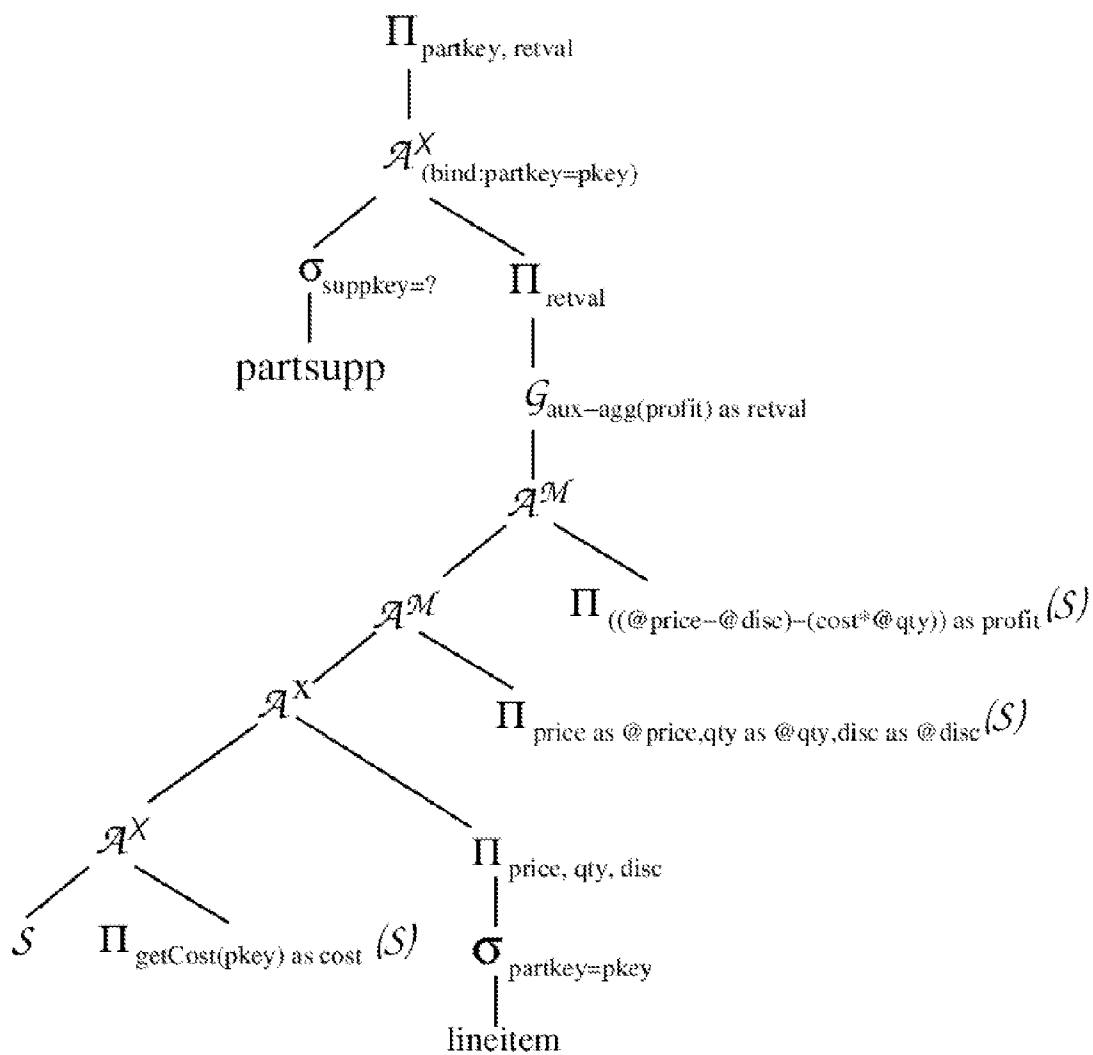 Π partkey, retval
𝒜 X (bind:partkey=pkey)
σ suppkey=?
Π retval
partsupp
𝒢 aux−agg(profit) as retval
𝒜 ℳ
Π ((@price−@disc)−(cost*@qty)) as profit (S)
𝒜 ℳ
Π price as @price,qty as @qty,disc as @disc (S)
𝒜 X
𝒜 X
Π price, qty, disc
S
Π getCost(pkey) as cost (S)
σ partkey=pkey
lineitem